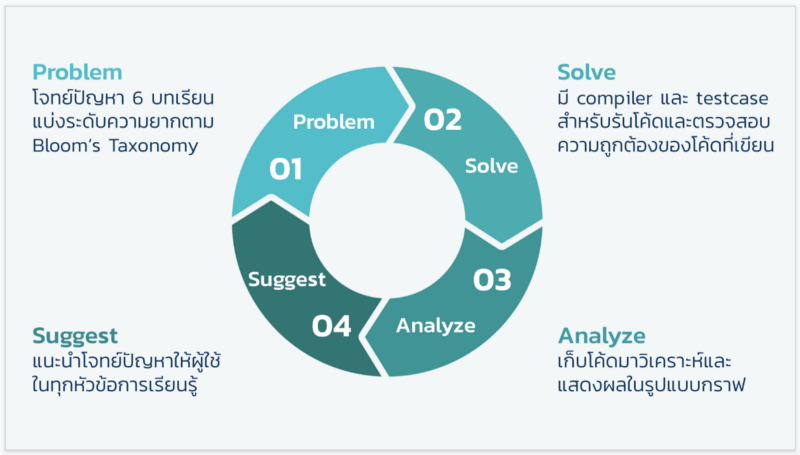 Problem
โจทย์ปัญหา 6 บทเรียน
แบ่งระดับความยากตาม
Bloom's Taxonomy
Solve
มี compiler และ testcase
สำหรับรันโค้ดและตรวจสอบ
ความถูกต้องของโค้ดที่เขียน
Problem
01
02
Solve
03
Analyze
Suggest
04
Suggest
แนะนำโจทย์ปัญหาให้ผู้ใช้
ในทุกหัวข้อการเรียนรู้
Analyze
เก็บโค้ดมาวิเคราะห์และ
แสดงผลในรูปแบบกราฟ